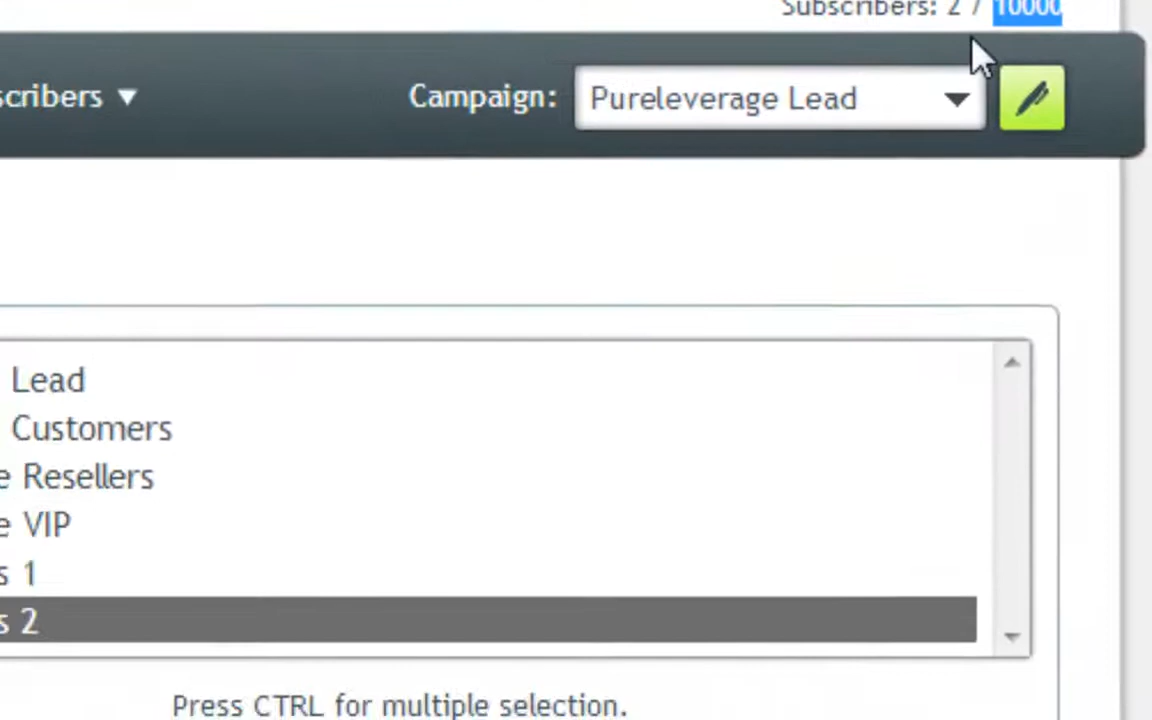 Subscribers: 2 / 10000
scribers ▼
Campaign: Pureleverage Lead
Lead
Customers
e Resellers
e VIP
s 1
s 2
Press CTRL for multiple selection.